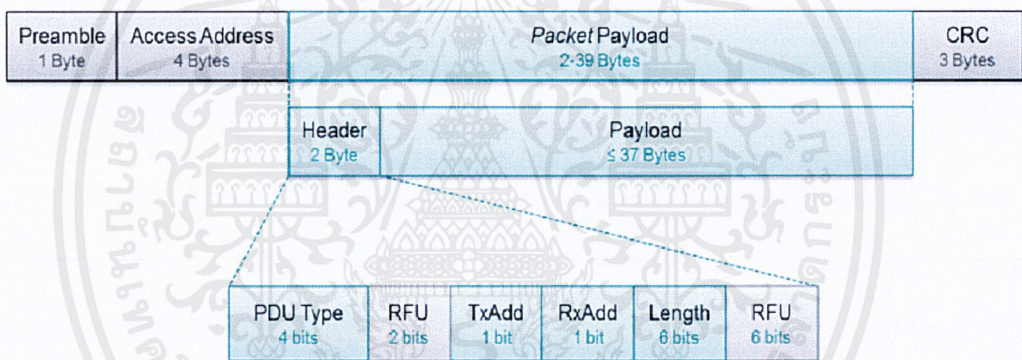 Preamble
1 Byte
Access Address
4 Bytes
Packet Payload
2-39 Bytes
CRC
3 Bytes
Header
2 Byte
Payload
≤ 37 Bytes
PDU Type
4 bits
RFU
2 bits
TxAdd
1 bit
RxAdd
1 bit
Length
6 bits
RFU
6 bits